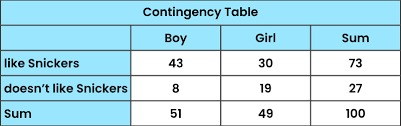 Contingency Table
Boy Girl Sum
like Snickers 43 30 73
doesn't like Snickers 8 19 27
Sum 51 49 100